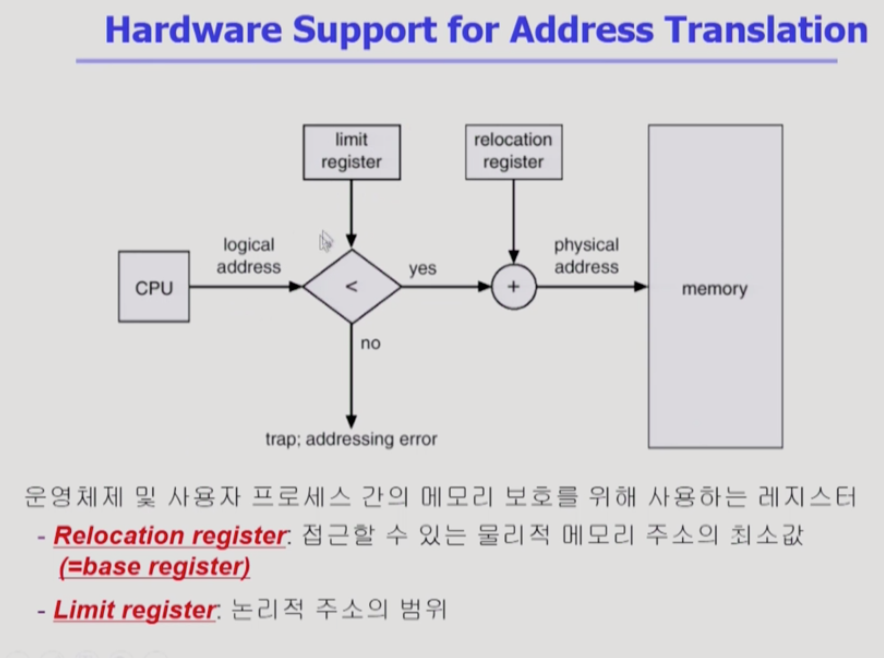 Hardware Support for Address Translation
limit
register
relocation
register
logical
address
physical
address
CPU
<
yes
+
memory
no
trap; addressing error
운영체제 및 사용자 프로세스 간의 메모리 보호를 위해 사용하는 레지스터
- Relocation register: 접근할 수 있는 물리적 메모리 주소의 최소값
(=base register)
- Limit register: 논리적 주소의 범위